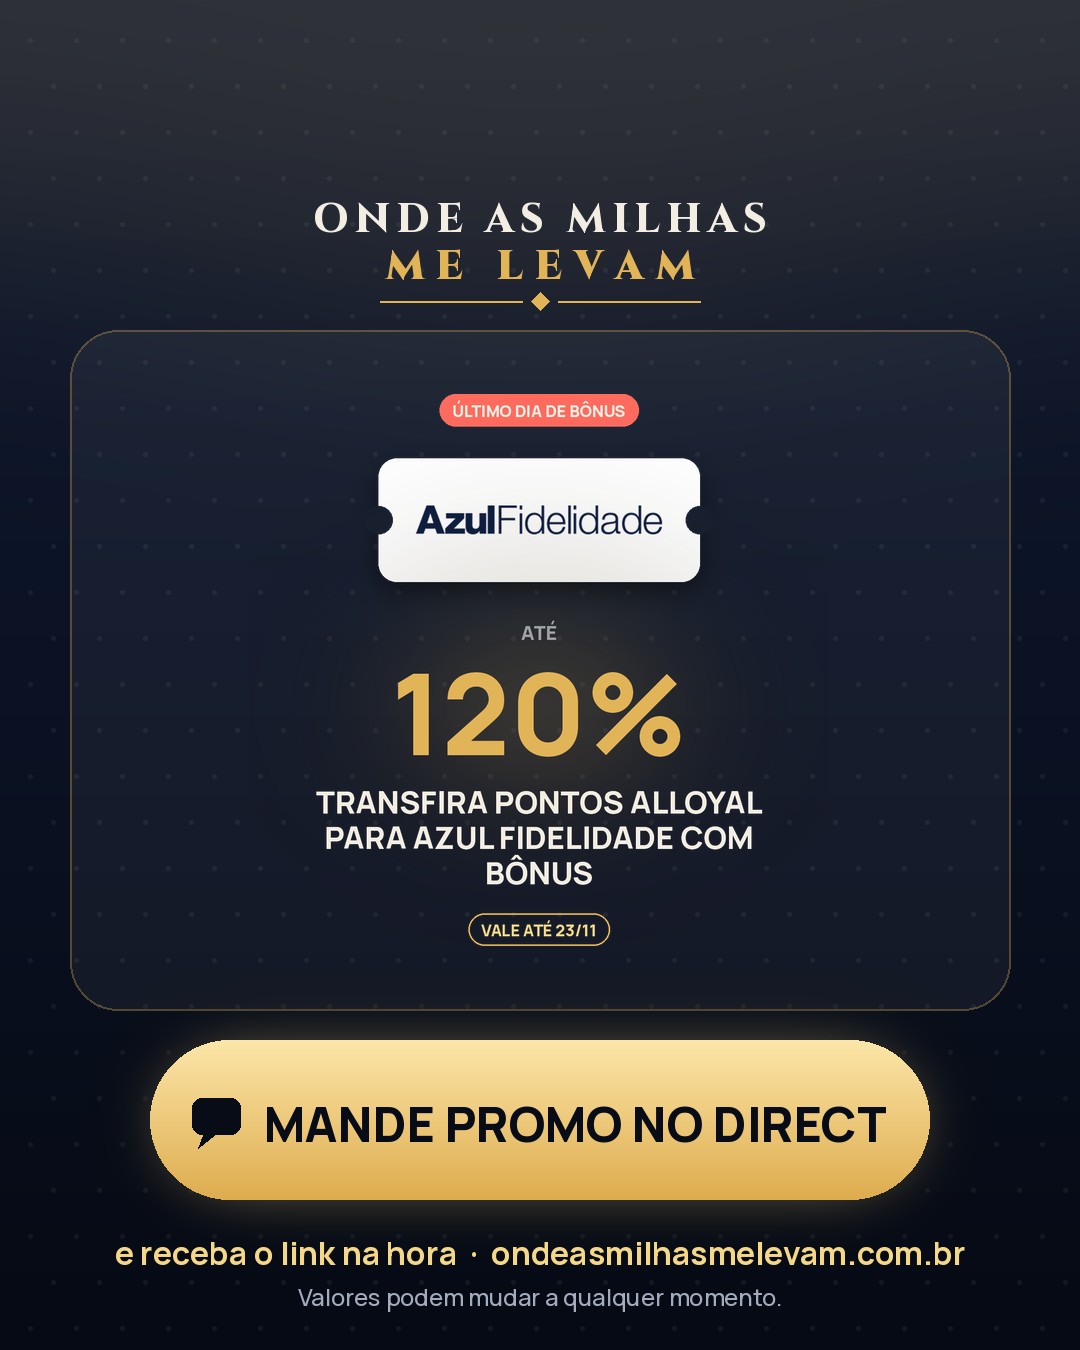 ONDE AS MILHAS
ME LEVAM
ÚLTIMO DIA DE BÔNUS
AzulFidelidade
ATÉ
120%
TRANSFIRA PONTOS ALLOYAL
PARA AZUL FIDELIDADE COM
BÔNUS
VALE ATÉ 23/11
MANDE PROMO NO DIRECT
e receba o link na hora · ondeasmilhasmelevam.com.br
Valores podem mudar a qualquer momento.